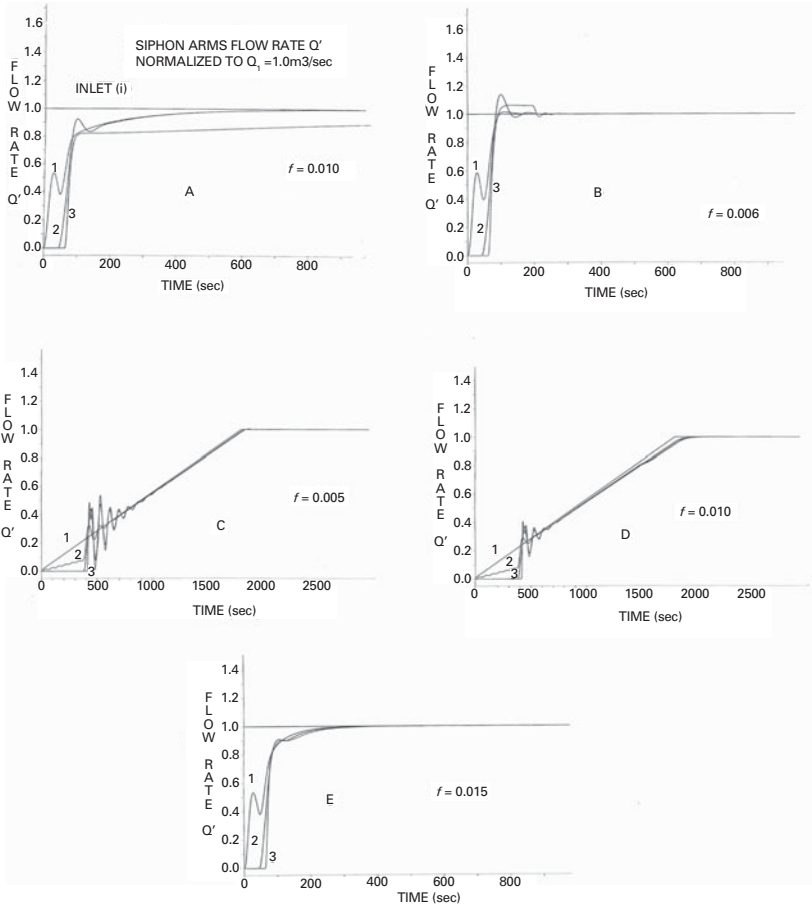 1.6
1.4
1.2
1.0
0.8
0.6
0.4
0.2
0.0
FLOW RATE Q'
SIPHON ARMS FLOW RATE Q'
NORMALIZED TO Q1 =1.0m3/sec
INLET (i)
1
2
3
A
f = 0.010
0 200 400 600 800
TIME (sec)
1.6
1.4
1.2
1.0
0.8
0.6
0.4
0.2
0.0
FLOW RATE Q'
1
2
3
B
f = 0.006
0 200 400 600 800
TIME (sec)
1.4
1.2
1.0
0.8
0.6
0.4
0.2
0.0
FLOW RATE Q'
1
2
3
C
f = 0.005
0 500 1000 1500 2000 2500
TIME (sec)
1.4
1.2
1.0
0.8
0.6
0.4
0.2
0.0
FLOW RATE Q'
1
2
3
D
f = 0.010
0 500 1000 1500 2000 2500
TIME (sec)
1.4
1.2
1.0
0.8
0.6
0.4
0.2
0.0
FLOW RATE Q'
1
2
3
E
f = 0.015
0 200 400 600 800
TIME (sec)